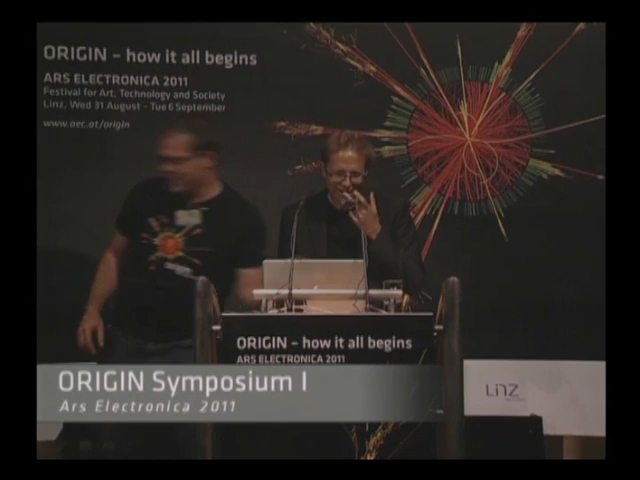 ORIGIN – how it all begins
ARS ELECTRONICA 2011
Festival for Art, Technology and Society
Linz, Wed 31 August - Tue 6 September
www.aec.at/origin
ORIGIN – how it all begins
ARS ELECTRONICA 2011
ORIGIN Symposium I
Ars Electronica 2011
LinZ